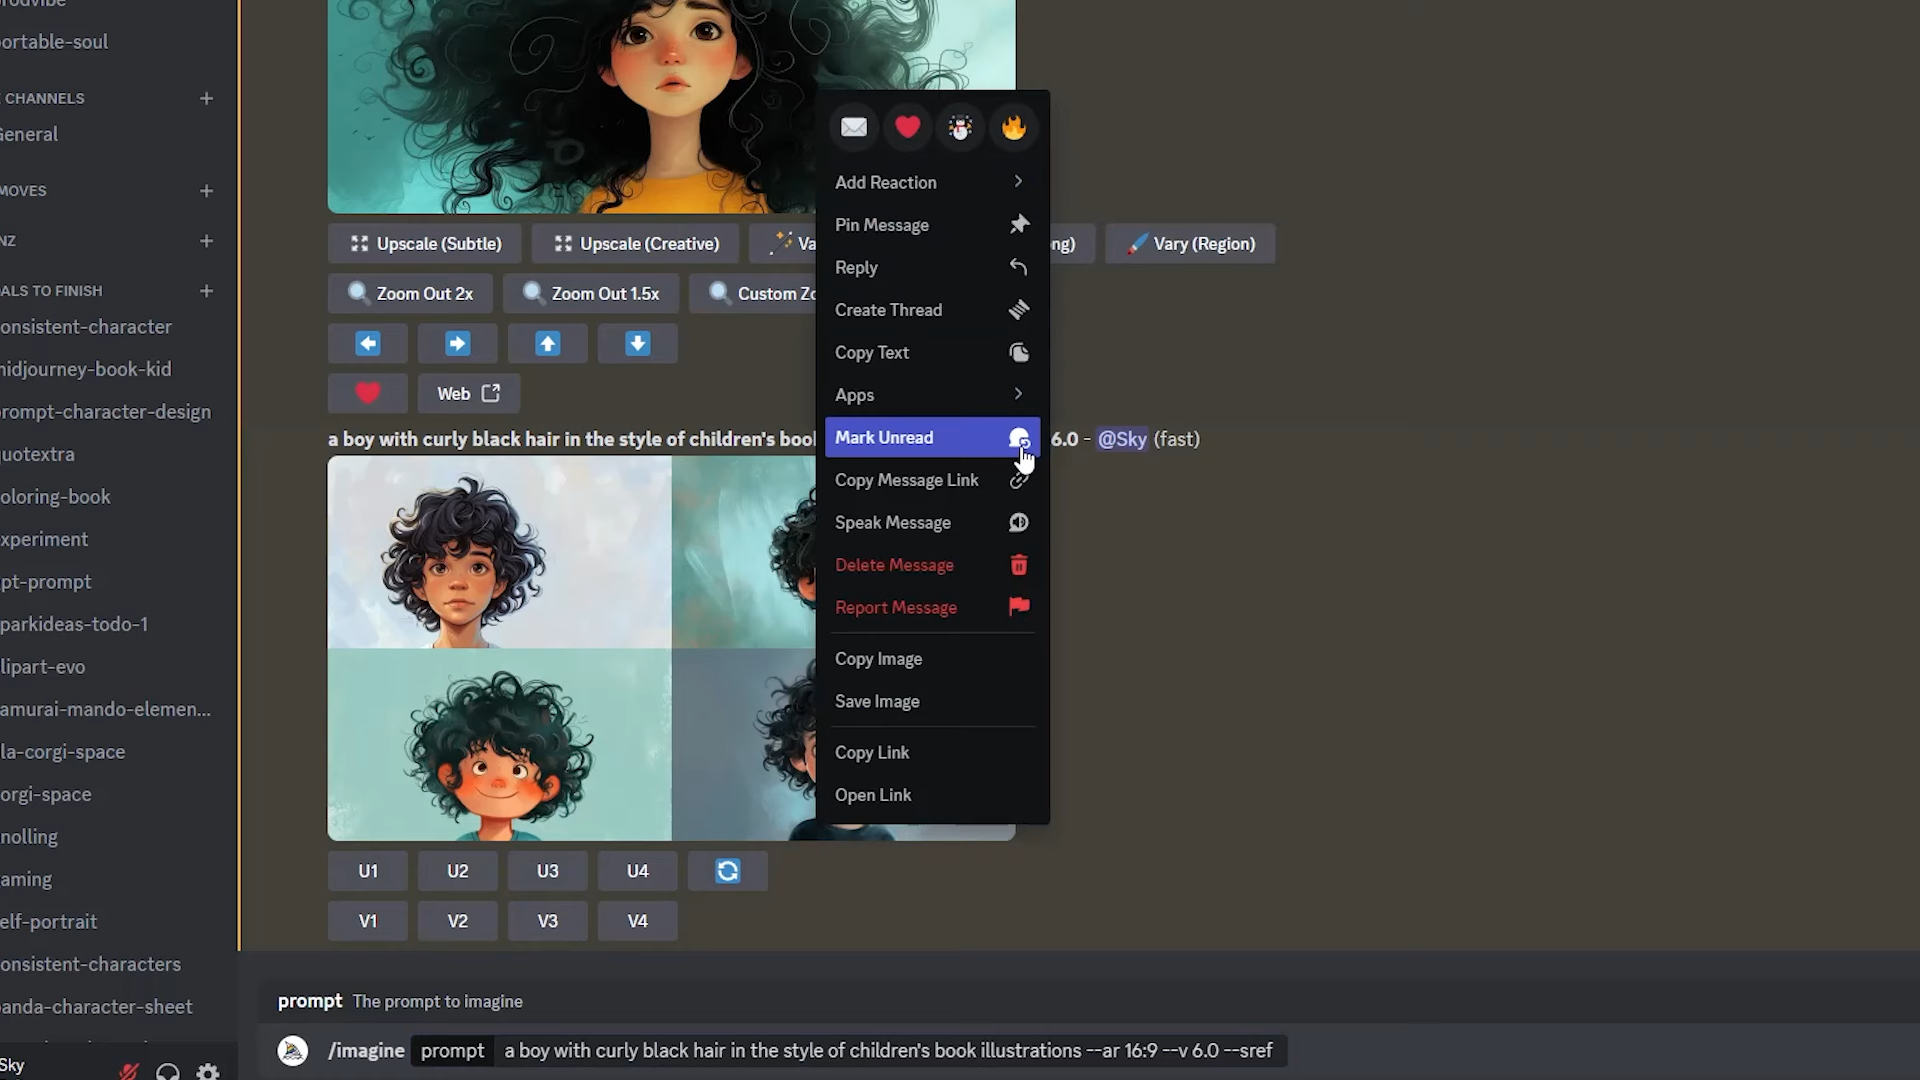 prodvibe
ortable-soul
CHANNELS
General
MOVES
NZ
ALS TO FINISH
onsistent-character
nidjourney-book-kid
prompt-character-design
quotextra
oloring-book
xperiment
pt-prompt
parkideas-todo-1
lipart-evo
amurai-mando-elemen...
la-corgi-space
orgi-space
nolling
aming
elf-portrait
onsistent-characters
anda-character-sheet
Sky
Upscale (Subtle)
Upscale (Creative)
Va
ng)
Vary (Region)
Zoom Out 2x
Zoom Out 1.5x
Custom Zo
Web
a boy with curly black hair in the style of children's bool
6.0 - @Sky (fast)
Add Reaction
Pin Message
Reply
Create Thread
Copy Text
Apps
Mark Unread
Copy Message Link
Speak Message
Delete Message
Report Message
Copy Image
Save Image
Copy Link
Open Link
U1 U2 U3 U4
V1 V2 V3 V4
prompt The prompt to imagine
/imagine prompt a boy with curly black hair in the style of children's book illustrations --ar 16:9 --v 6.0 --sref